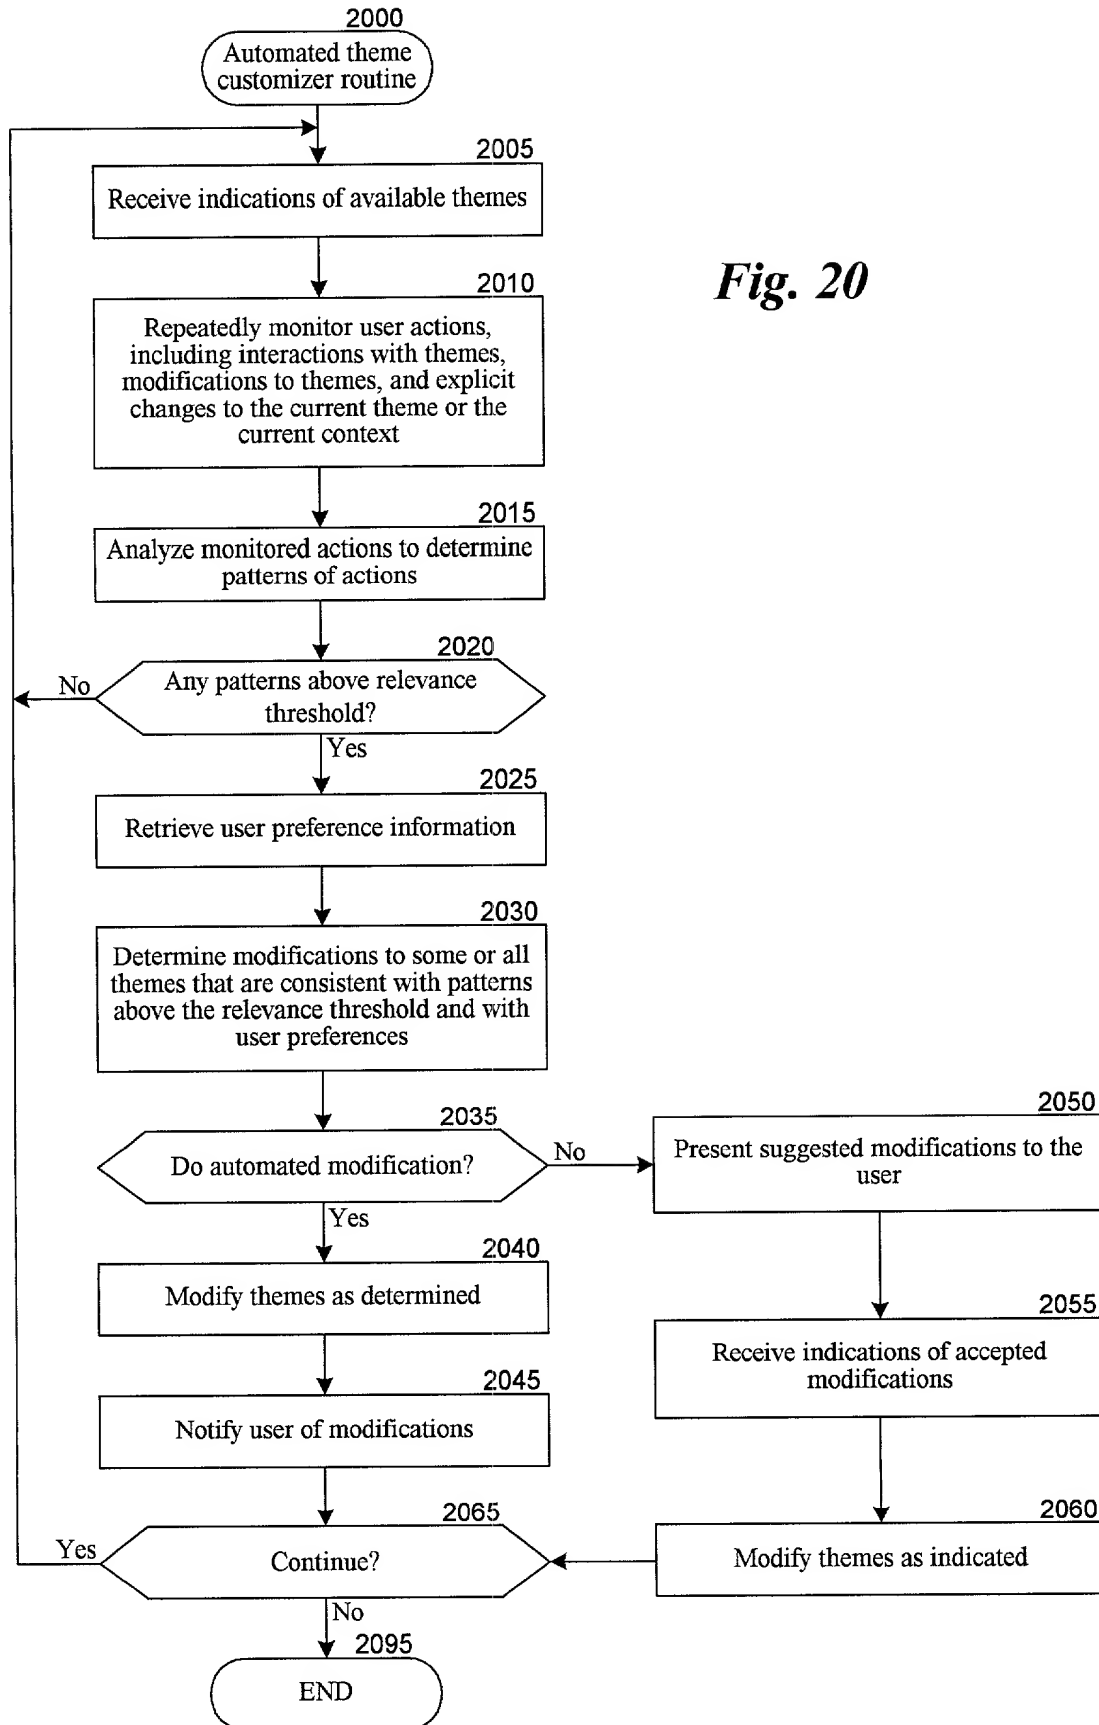 2000
Automated theme
customizer routine
2005
Receive indications of available themes
Fig. 20
2010
Repeatedly monitor user actions,
including interactions with themes,
modifications to themes, and explicit
changes to the current theme or the
current context
2015
Analyze monitored actions to determine
patterns of actions
2020
No
Any patterns above relevance
threshold?
Yes
2025
Retrieve user preference information
2030
Determine modifications to some or all
themes that are consistent with patterns
above the relevance threshold and with
user preferences
2035
Do automated modification?
No
2050
Present suggested modifications to the
user
Yes
2040
Modify themes as determined
2055
Receive indications of accepted
modifications
2045
Notify user of modifications
2065
Yes
Continue?
2060
Modify themes as indicated
No
2095
END